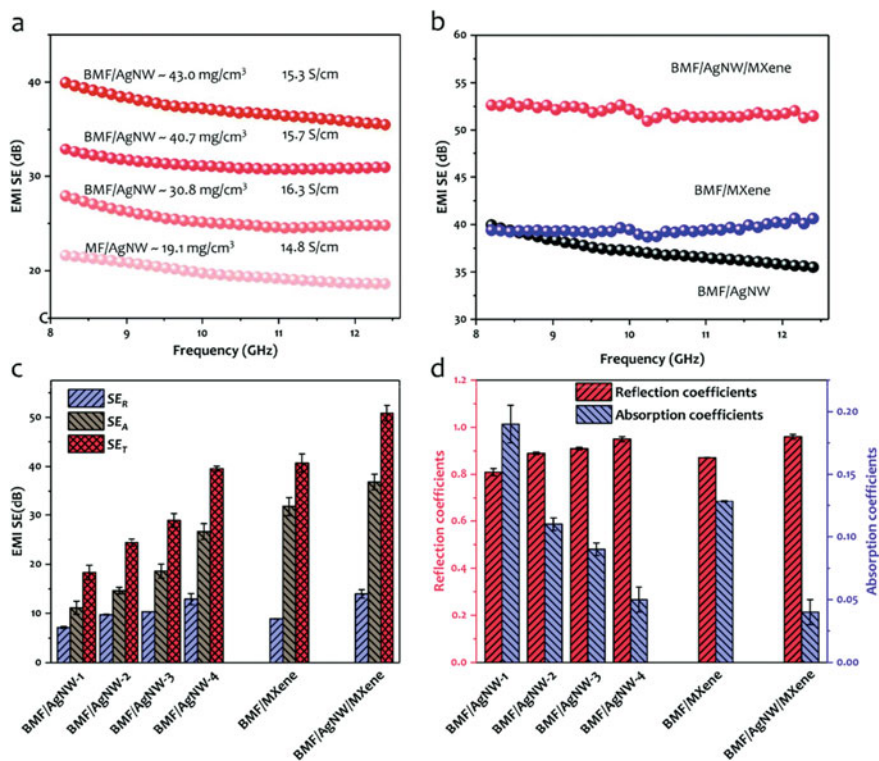 a
EMI SE (dB)
40
30
20
C
BMF/AgNW ~ 43.0 mg/cm³ 15.3 S/cm
BMF/AgNW ~ 40.7 mg/cm³ 15.7 S/cm
BMF/AgNW ~ 30.8 mg/cm³ 16.3 S/cm
MF/AgNW ~ 19.1 mg/cm³ 14.8 S/cm
8 9 10 11 12
Frequency (GHz)
b
EMI SE (dB)
60
55
50
45
40
35
30
BMF/AgNW/MXene
BMF/MXene
BMF/AgNW
8 9 10 11 12
Frequency (GHz)
c
EMI SE(dB)
50
40
30
20
10
0
SE_R
SE_A
SE_T
BMF/AgNW-1
BMF/AgNW-2
BMF/AgNW-3
BMF/AgNW-4
BMF/MXene
BMF/AgNW/MXene
d
Reflection coefficients
1.2
1.0
0.8
0.6
0.4
0.2
0.0
Reflection coefficients
Absorption coefficients
0.20
0.15
0.10
0.05
0.00
Absorption coefficients
BMF/AgNW-1
BMF/AgNW-2
BMF/AgNW-3
BMF/AgNW-4
BMF/MXene
BMF/AgNW/MXene